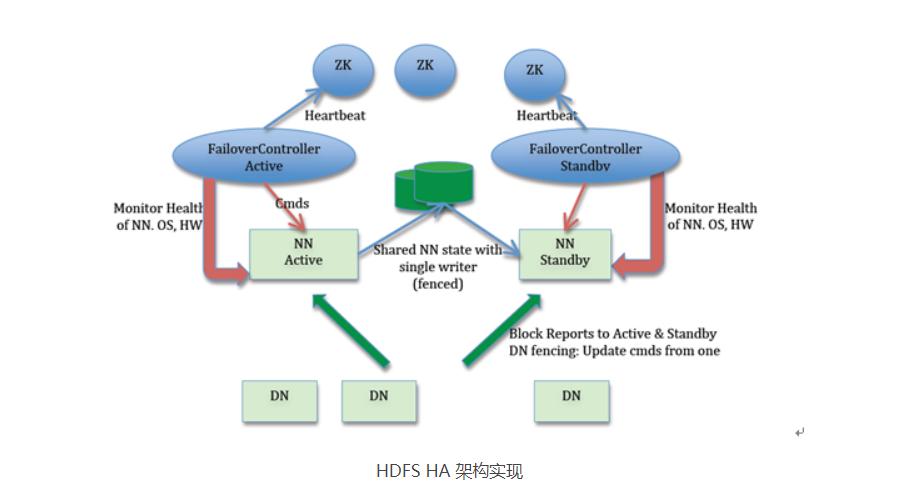 ZK
ZK
ZK
Heartbeat
Heartbeat
FailoverController
Active
FailoverController
Standby
Cmds
Monitor Health
of NN. OS, HW
Monitor Health
of NN. OS, HW
NN
Active
Shared NN state with
single writer
(fenced)
NN
Standby
Block Reports to Active & Standby
DN fencing: Update cmds from one
DN
DN
DN
HDFS HA 架构实现